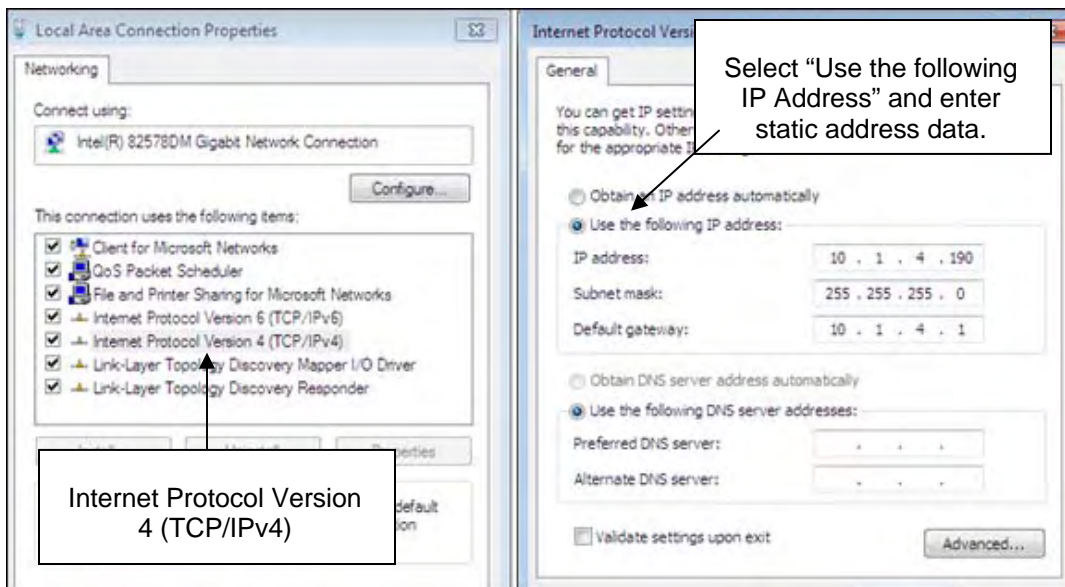 Local Area Connection Properties
Networking
Connect using:
Intel(R) 82578DM Gigabit Network Connection
Configure...
This connection uses the following items:
Client for Microsoft Networks
QoS Packet Scheduler
File and Printer Sharing for Microsoft Networks
Internet Protocol Version 6 (TCP/IPv6)
Internet Protocol Version 4 (TCP/IPv4)
Link-Layer Topology Discovery Mapper I/O Driver
Link-Layer Topology Discovery Responder
Internet Protocol Version
4 (TCP/IPv4)
default
Internet Protocol
General
You can get IP
this capability.
for the appropriate
Select “Use the following
IP Address” and enter
static address data.
Obtain an IP address automatically
Use the following IP address:
IP address: 10 . 1 . 4 . 190
Subnet mask: 255 . 255 . 255 . 0
Default gateway: 10 . 1 . 4 . 1
Obtain DNS server address automatically
Use the following DNS server addresses:
Preferred DNS server: . . .
Alternate DNS server: . . .
Validate settings upon exit
Advanced...